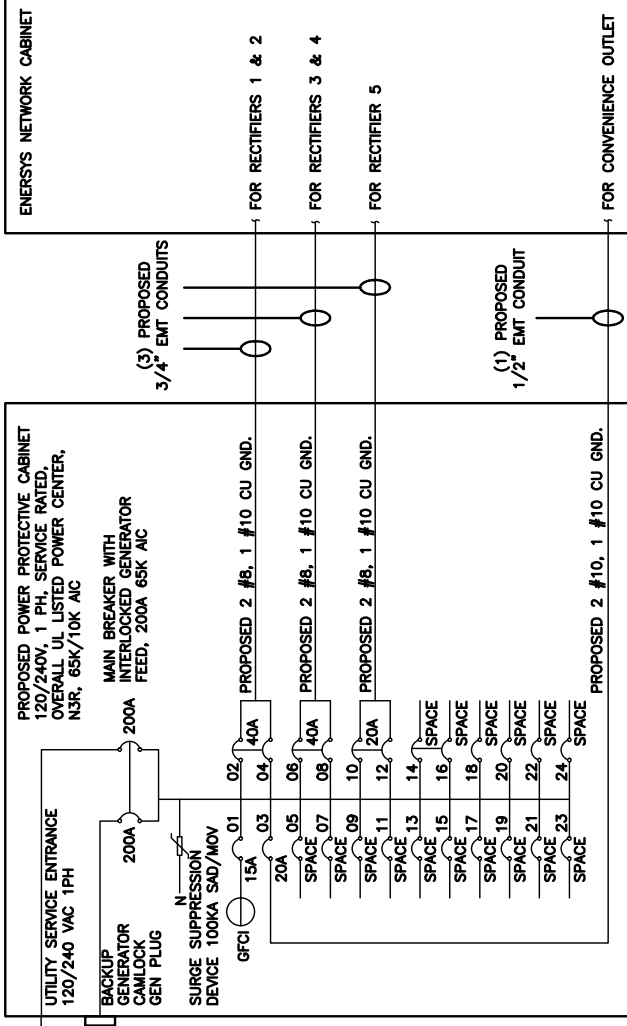 PROPOSED POWER PROTECTIVE CABINET
120/240V, 1 PH, SERVICE RATED,
OVERALL UL LISTED POWER CENTER,
N3R, 65K/10K AIC
ENERSYS NETWORK CABINET
UTILITY SERVICE ENTRANCE
120/240 VAC 1PH
BACKUP
GENERATOR
CAMLOCK
GEN PLUG
200A
200A
MAIN BREAKER WITH
INTERLOCKED GENERATOR
FEED, 200A 65K AIC
N
SURGE SUPPRESSION
DEVICE 100KA SAD/MOV
GFCI
15A
01
02
40A
PROPOSED 2 #8, 1 #10 CU GND.
20A
03
04
SPACE
05
06
40A
PROPOSED 2 #8, 1 #10 CU GND.
SPACE
07
08
SPACE
09
10
20A
PROPOSED 2 #8, 1 #10 CU GND.
SPACE
11
12
SPACE
13
14
SPACE
SPACE
15
16
SPACE
SPACE
17
18
SPACE
SPACE
19
20
SPACE
SPACE
21
22
SPACE
SPACE
23
24
SPACE
PROPOSED 2 #10, 1 #10 CU GND.
(3) PROPOSED
3/4" EMT CONDUITS
(1) PROPOSED
1/2" EMT CONDUIT
FOR RECTIFIERS 1 & 2
FOR RECTIFIERS 3 & 4
FOR RECTIFIER 5
FOR CONVENIENCE OUTLET